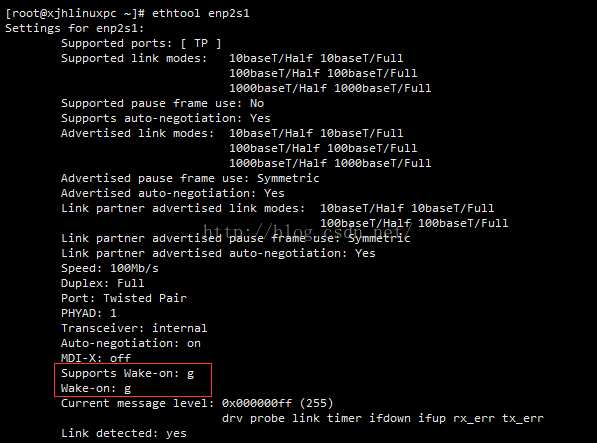 [root@xjhlinuxpc ~]# ethtool enp2s1
Settings for enp2s1:
Supported ports: [ TP ]
Supported link modes: 10baseT/Half 10baseT/Full
100baseT/Half 100baseT/Full
1000baseT/Half 1000baseT/Full
Supported pause frame use: No
Supports auto-negotiation: Yes
Advertised link modes: 10baseT/Half 10baseT/Full
100baseT/Half 100baseT/Full
1000baseT/Half 1000baseT/Full
Advertised pause frame use: Symmetric
Advertised auto-negotiation: Yes
Link partner advertised link modes: 10baseT/Half 10baseT/Full
100baseT/Half 100baseT/Full
http://blog.csdn.net/
Link partner advertised pause frame use: Symmetric
Link partner advertised auto-negotiation: Yes
Speed: 100Mb/s
Duplex: Full
Port: Twisted Pair
PHYAD: 1
Transceiver: internal
Auto-negotiation: on
MDI-X: off
Supports Wake-on: g
Wake-on: g
Current message level: 0x000000ff (255)
drv probe link timer ifdown ifup rx_err tx_err
Link detected: yes